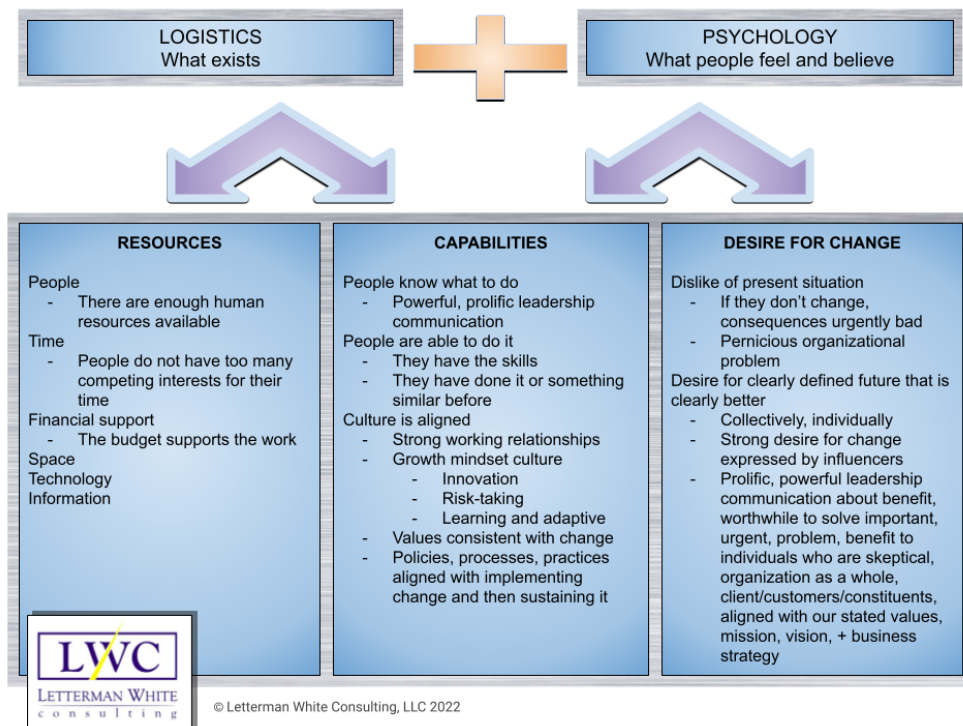 LOGISTICS
What exists
PSYCHOLOGY
What people feel and believe
RESOURCES
People
- There are enough human
resources available
Time
- People do not have too many
competing interests for their
time
Financial support
- The budget supports the work
Space
Technology
Information
CAPABILITIES
People know what to do
- Powerful, prolific leadership
communication
People are able to do it
- They have the skills
- They have done it or something
similar before
Culture is aligned
- Strong working relationships
- Growth mindset culture
- Innovation
- Risk-taking
- Learning and adaptive
- Values consistent with change
- Policies, processes, practices
aligned with implementing
change and then sustaining it
DESIRE FOR CHANGE
Dislike of present situation
- If they don’t change,
consequences urgently bad
- Pernicious organizational
problem
Desire for clearly defined future that is
clearly better
- Collectively, individually
- Strong desire for change
expressed by influencers
- Prolific, powerful leadership
communication about benefit,
worthwhile to solve important,
urgent, problem, benefit to
individuals who are skeptical,
organization as a whole,
client/customers/constituents,
aligned with our stated values,
mission, vision, + business
strategy
LWC
LETTERMAN WHITE
consulting
© Letterman White Consulting, LLC 2022